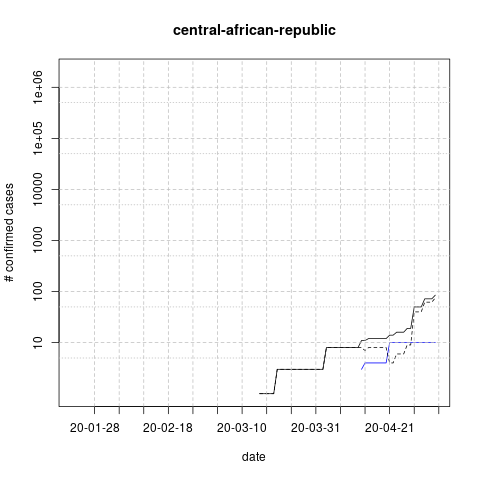 central-african-republic
# confirmed cases
1e+06
1e+05
10000
1000
100
10
20-01-28 20-02-18 20-03-10 20-03-31 20-04-21
date